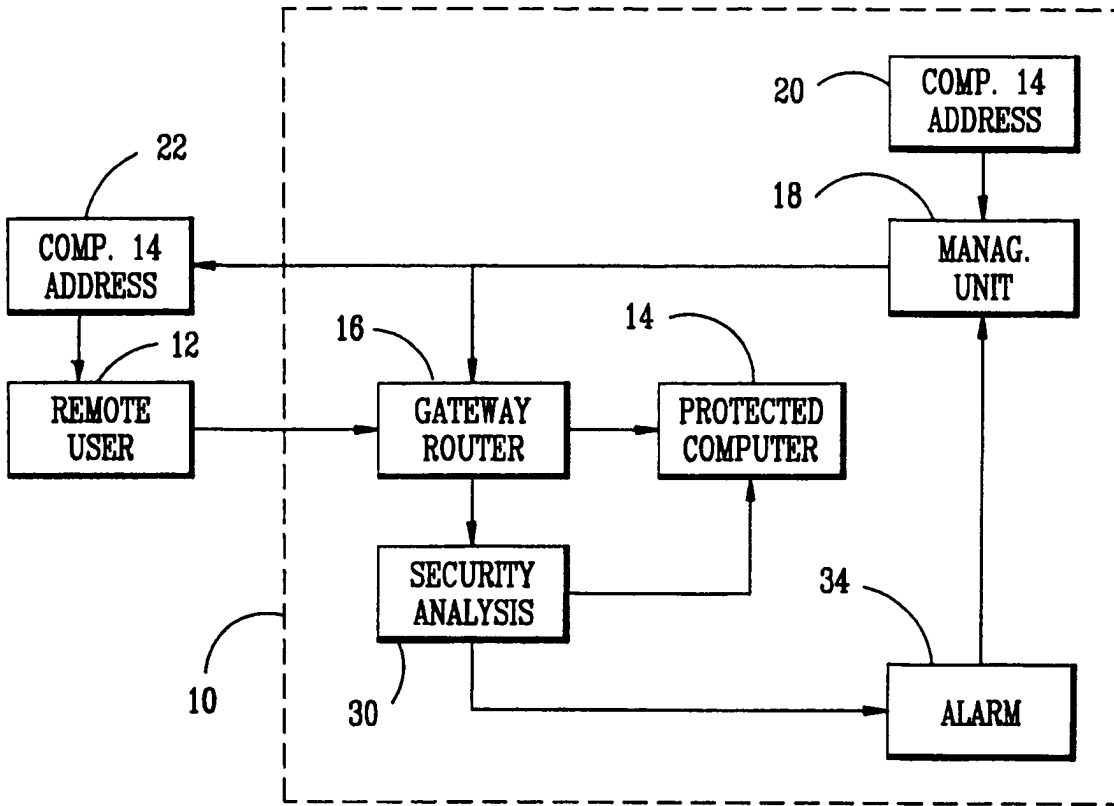 20
COMP. 14
ADDRESS
22
18
COMP. 14
ADDRESS
MANAG.
UNIT
12
16
14
REMOTE
USER
GATEWAY
ROUTER
PROTECTED
COMPUTER
SECURITY
ANALYSIS
34
10
30
ALARM